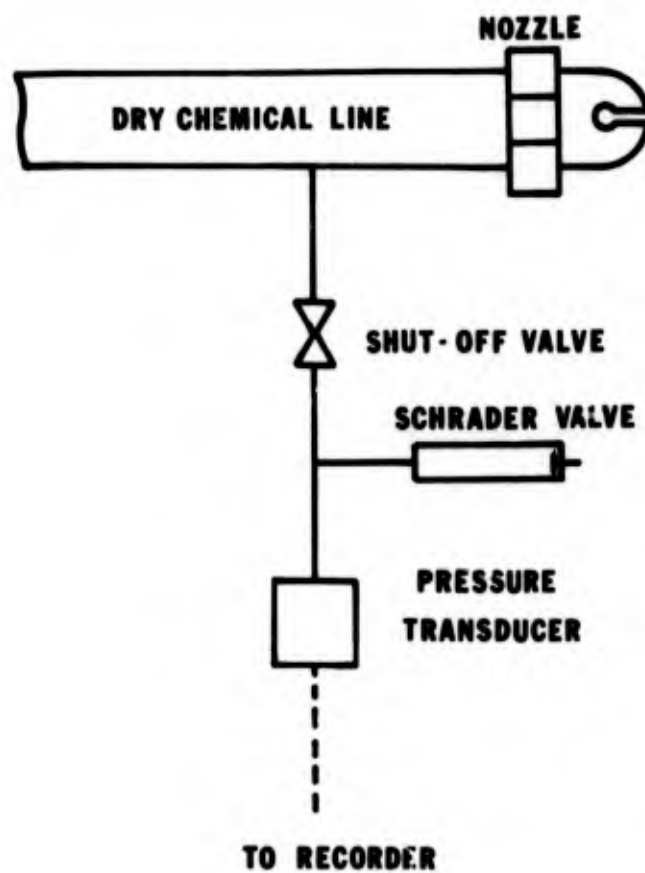 NOZZLE
DRY CHEMICAL LINE
SHUT-OFF VALVE
SCHRADER VALVE
PRESSURE
TRANSDUCER
TO RECORDER